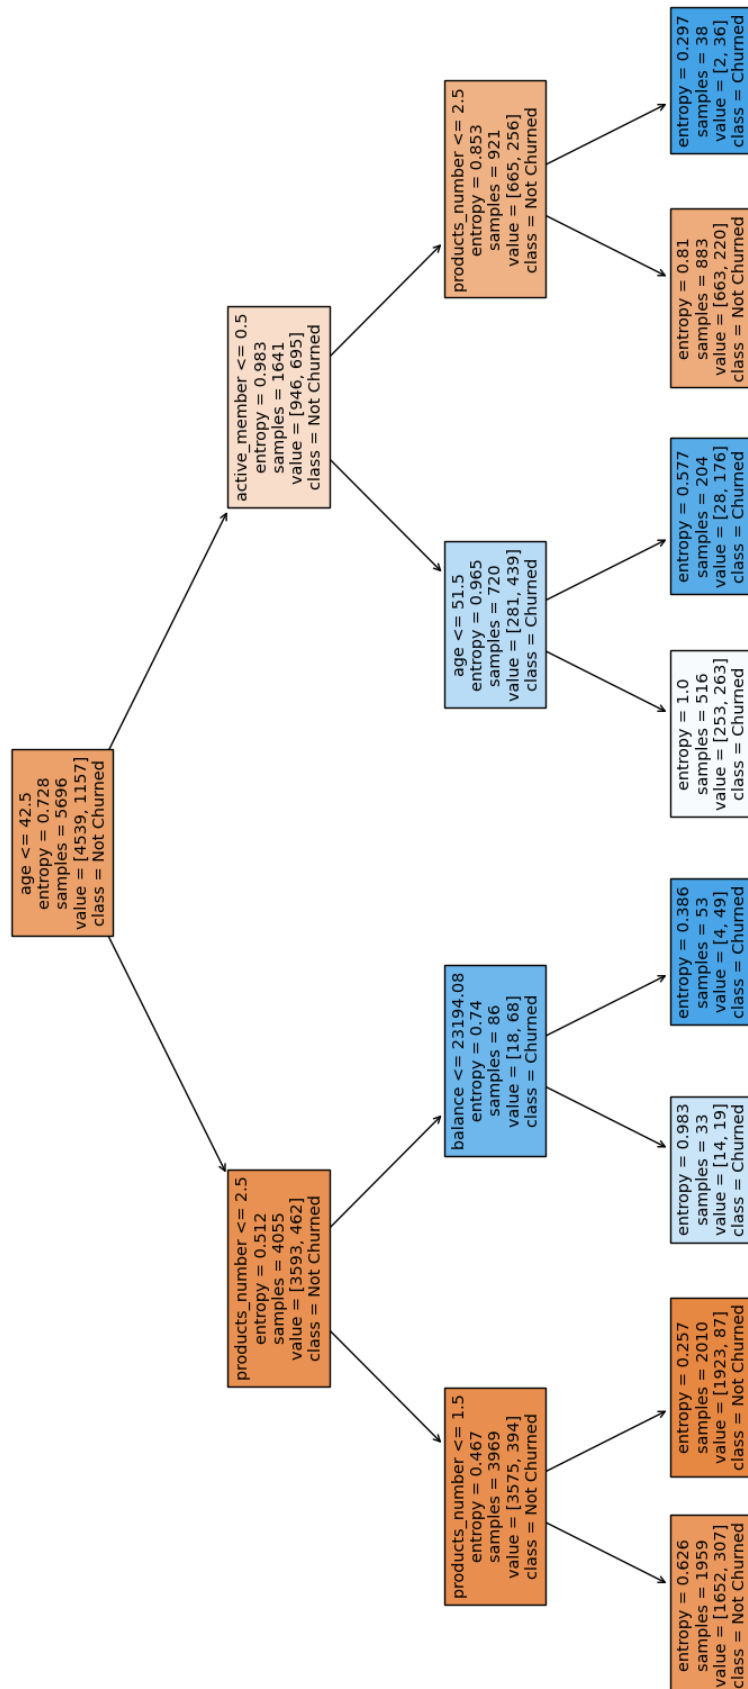 age <= 42.5
entropy = 0.728
samples = 5696
value = [4539, 1157]
class = Not Churned
products_number <= 2.5
entropy = 0.512
samples = 4055
value = [3593, 462]
class = Not Churned
active_member <= 0.5
entropy = 0.983
samples = 1641
value = [946, 695]
class = Not Churned
products_number <= 1.5
entropy = 0.467
samples = 3969
value = [3575, 394]
class = Not Churned
balance <= 23194.08
entropy = 0.74
samples = 86
value = [18, 68]
class = Churned
age <= 51.5
entropy = 0.965
samples = 720
value = [281, 439]
class = Churned
products_number <= 2.5
entropy = 0.853
samples = 921
value = [665, 256]
class = Not Churned
entropy = 0.626
samples = 1959
value = [1652, 307]
class = Not Churned
entropy = 0.257
samples = 2010
value = [1923, 87]
class = Not Churned
entropy = 0.983
samples = 33
value = [14, 19]
class = Churned
entropy = 0.386
samples = 53
value = [4, 49]
class = Churned
entropy = 1.0
samples = 516
value = [253, 263]
class = Churned
entropy = 0.577
samples = 204
value = [28, 176]
class = Churned
entropy = 0.81
samples = 883
value = [663, 220]
class = Not Churned
entropy = 0.297
samples = 38
value = [2, 36]
class = Churned